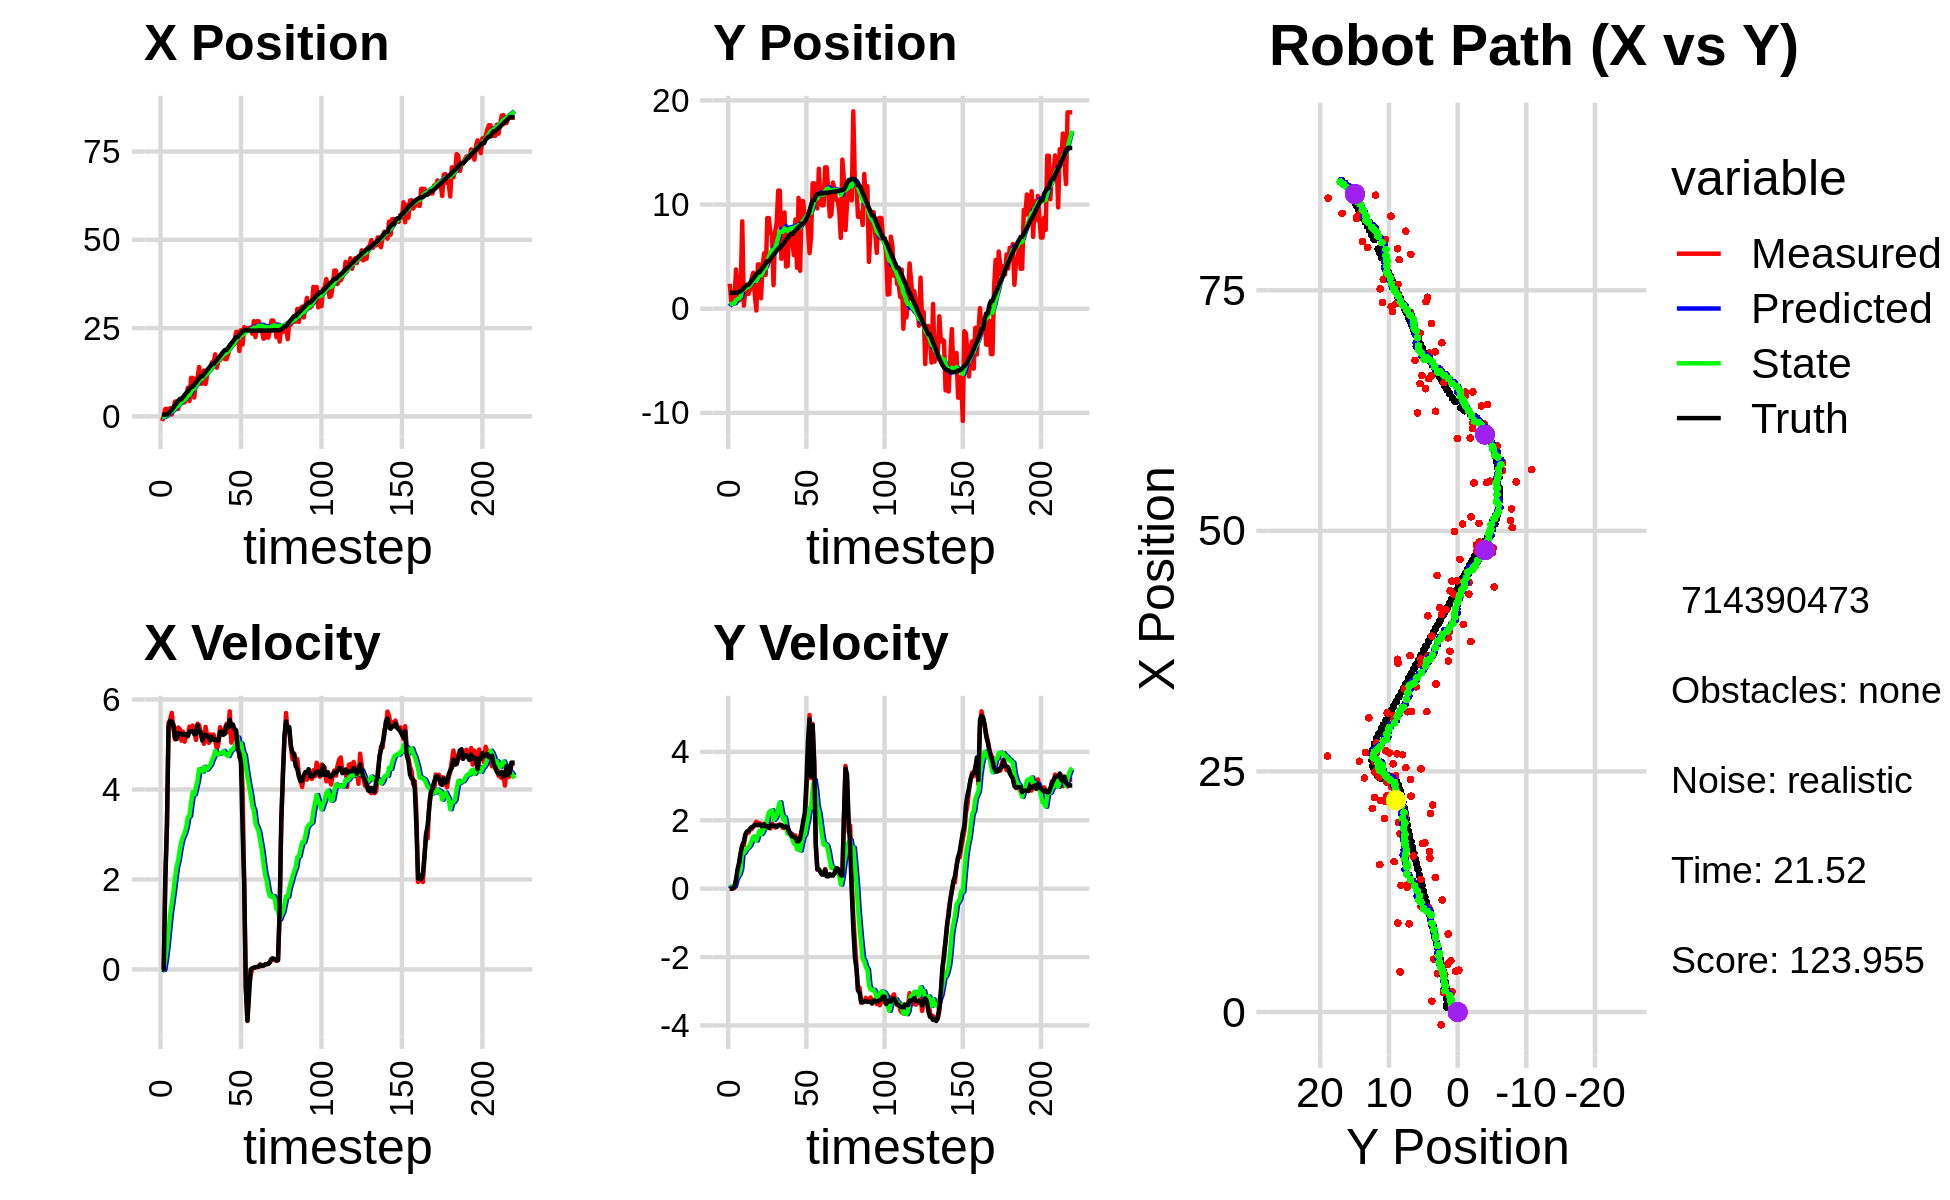 X Position
75
50
25
0
0
50
100
150
200
timestep
Y Position
20
10
0
-10
0
50
100
150
200
timestep
X Velocity
6
4
2
0
0
50
100
150
200
timestep
Y Velocity
4
2
0
-2
-4
0
50
100
150
200
timestep
Robot Path (X vs Y)
X Position
75
50
25
0
20 10 0 -10 -20
Y Position
variable
Measured
Predicted
State
Truth
714390473
Obstacles: none
Noise: realistic
Time: 21.52
Score: 123.955